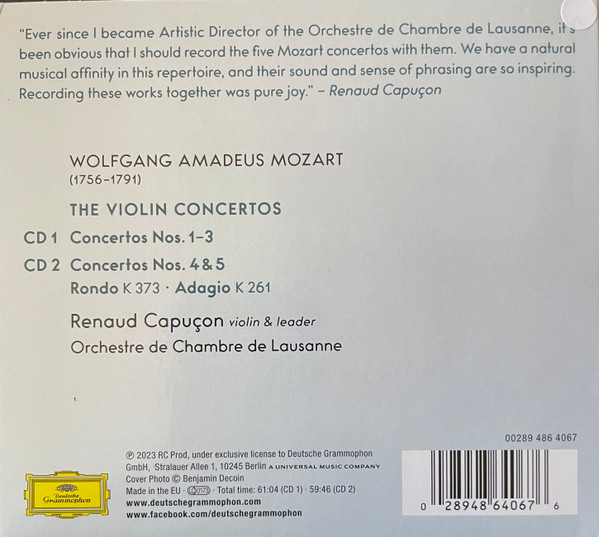 "Ever since I became Artistic Director of the Orchestre de Chambre de Lausanne, it's
been obvious that I should record the five Mozart concertos with them. We have a natural
musical affinity in this repertoire, and their sound and sense of phrasing are so inspiring.
Recording these works together was pure joy." – Renaud Capuçon
WOLFGANG AMADEUS MOZART
(1756–1791)
THE VIOLIN CONCERTOS
CD 1 Concertos Nos. 1–3
CD 2 Concertos Nos. 4 & 5
Rondo K 373 · Adagio K 261
Renaud Capuçon violin & leader
Orchestre de Chambre de Lausanne
00289 486 4067
℗ 2023 RC Prod, under exclusive license to Deutsche Grammophon
GmbH, Stralauer Allee 1, 10245 Berlin A UNIVERSAL MUSIC COMPANY
Cover Photo © Benjamin Decoin
Made in the EU · LC 0173 · Total time: 61:04 (CD 1) · 59:46 (CD 2)
www.deutschegrammophon.com
www.facebook.com/deutschegrammophon
Deutsche
Grammophon
0 28948 64067 6